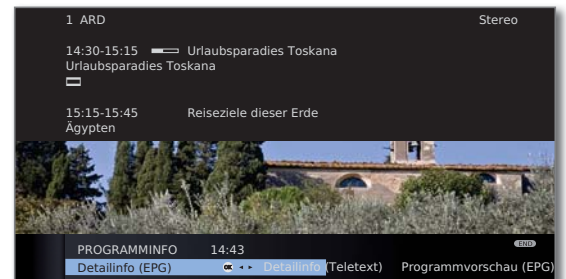 1 ARD Stereo
14:30-15:15 Urlaubsparadies Toskana
Urlaubsparadies Toskana
15:15-15:45 Reiseziele dieser Erde
Ägypten
END
PROGRAMMINFO 14:43
Detailinfo (EPG) OK Detailinfo (Teletext) Programmvorschau (EPG)